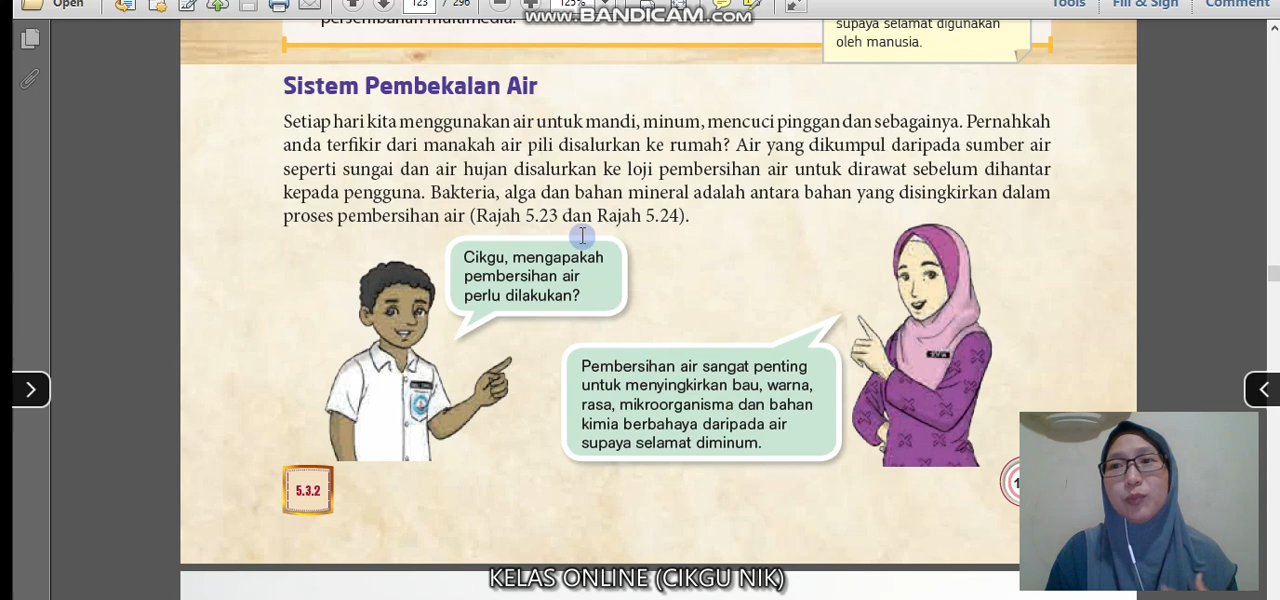 Open
123 / 296
125%
Tools
Fill & Sign
Comment
www.BANDICAM.com
persembahan multimedia.
supaya selamat digunakan
oleh manusia.
Sistem Pembekalan Air
Setiap hari kita menggunakan air untuk mandi, minum, mencuci pinggan dan sebagainya. Pernahkah
anda terfikir dari manakah air pili disalurkan ke rumah? Air yang dikumpul daripada sumber air
seperti sungai dan air hujan disalurkan ke loji pembersihan air untuk dirawat sebelum dihantar
kepada pengguna. Bakteria, alga dan bahan mineral adalah antara bahan yang disingkirkan dalam
proses pembersihan air (Rajah 5.23 dan Rajah 5.24).
Cikgu, mengapakah
pembersihan air
perlu dilakukan?
Pembersihan air sangat penting
untuk menyingkirkan bau, warna,
rasa, mikroorganisma dan bahan
kimia berbahaya daripada air
supaya selamat diminum.
5.3.2
KELAS ONLINE (CIKGU NIK)